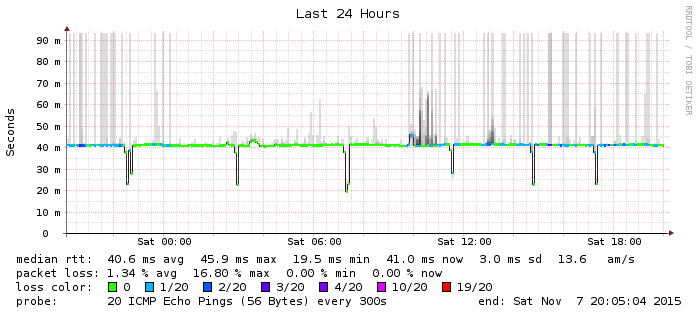 Last 24 Hours
RRDTOOL / TOBI OETIKER
Seconds
90 m
80 m
70 m
60 m
50 m
40 m
30 m
20 m
10 m
0
Sat 00:00 Sat 06:00 Sat 12:00 Sat 18:00
median rtt: 40.6 ms avg 45.9 ms max 19.5 ms min 41.0 ms now 3.0 ms sd 13.6 am/s
packet loss: 1.34 % avg 16.80 % max 0.00 % min 0.00 % now
loss color: 0 1/20 2/20 3/20 4/20 10/20 19/20
probe: 20 ICMP Echo Pings (56 Bytes) every 300s end: Sat Nov 7 20:05:04 2015